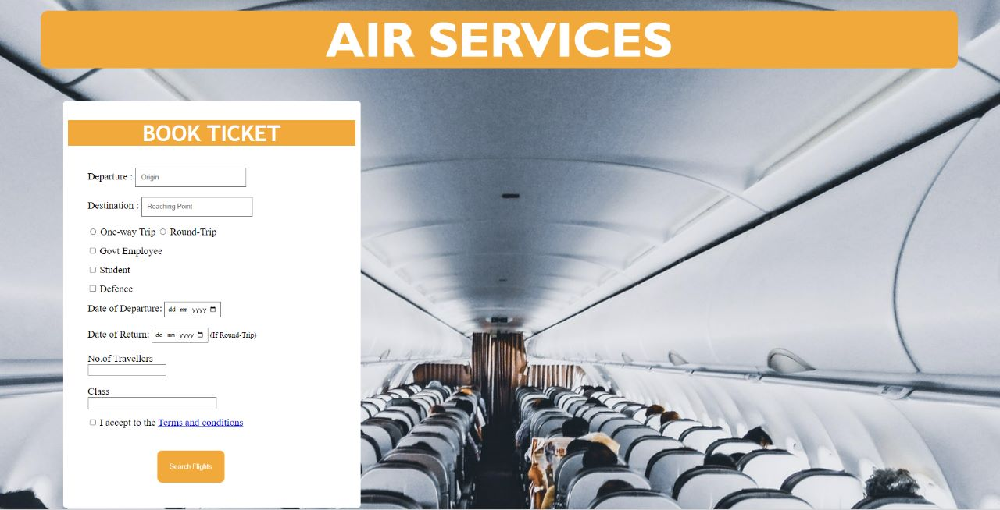 AIR SERVICES
BOOK TICKET
Departure : Origin
Destination : Reaching Point
One-way Trip Round-Trip
Govt Employee
Student
Defence
Date of Departure: dd-mm-yyyy
Date of Return: dd-mm-yyyy (If Round-Trip)
No.of Travellers
Class
I accept to the Terms and conditions
Search Flights